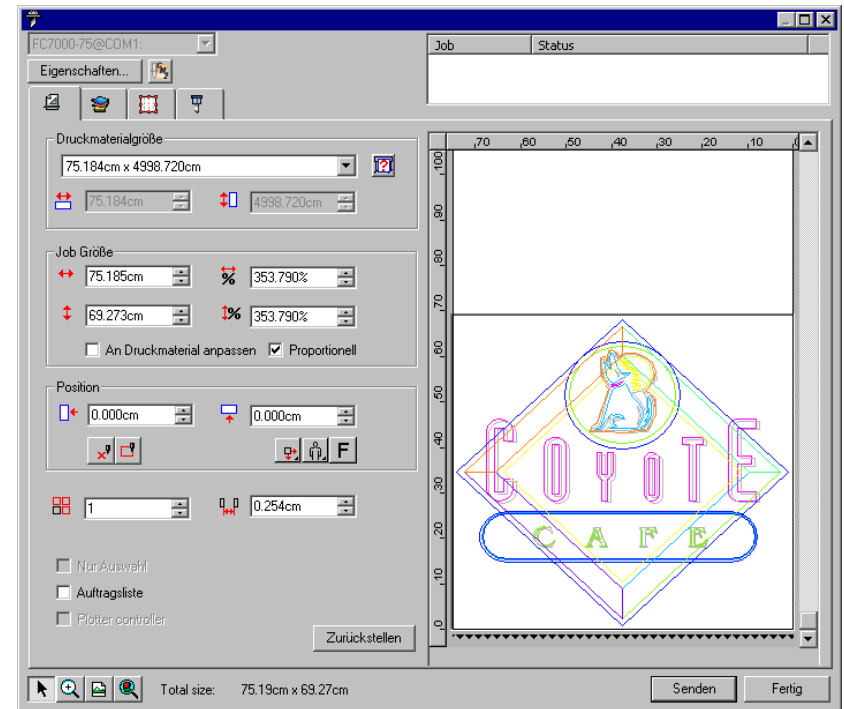 FC7000-75@COM1:
Eigenschaften...
Job Status
Druckmaterialgröße
75.184cm x 4998.720cm
75.184cm 4998.720cm
Job Größe
75.185cm % 353.790%
69.273cm % 353.790%
An Druckmaterial anpassen Proportionell
Position
0.000cm 0.000cm
F
1 0.254cm
Nur Auswahl
Auftragsliste
Plotter controller
Zurückstellen
70 60 50 40 30 20 10 0
100
90
80
70
60
50
40
30
20
10
0
COYOTE
CAFE
Total size: 75.19cm x 69.27cm
Senden Fertig